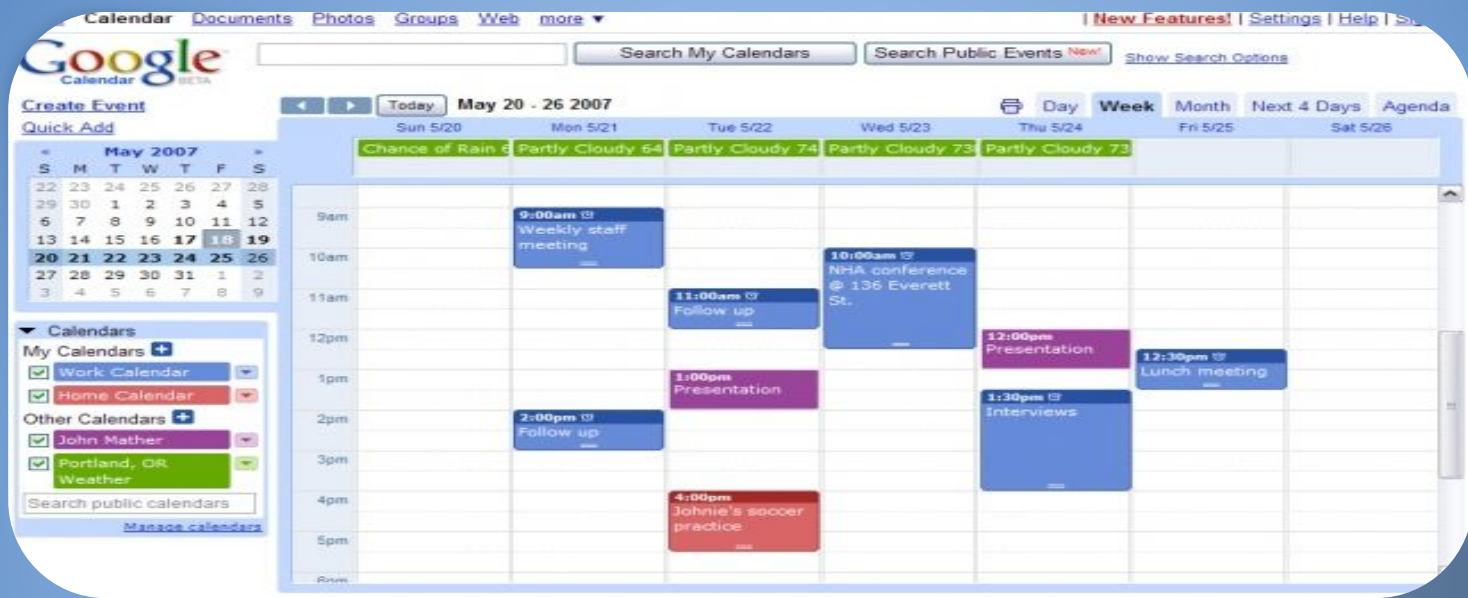 Calendar Documents Photos Groups Web more ▼ | New Features! | Settings | Help |
Google
Calendar BETA
Search My Calendars Search Public Events New! Show Search Options
Create Event
Quick Add
Today May 20 - 26 2007 Day Week Month Next 4 Days Agenda
Sun 5/20 Mon 5/21 Tue 5/22 Wed 5/23 Thu 5/24 Fri 5/25 Sat 5/26
Chance of Rain Partly Cloudy 64 Partly Cloudy 74 Partly Cloudy 73 Partly Cloudy 73
« May 2007 »
S M T W T F S
22 23 24 25 26 27 28
29 30 1 2 3 4 5
6 7 8 9 10 11 12
13 14 15 16 17 18 19
20 21 22 23 24 25 26
27 28 29 30 31 1 2
3 4 5 6 7 8 9
Calendars
My Calendars +
Work Calendar
Home Calendar
Other Calendars +
John Mather
Portland, OR
Weather
Search public calendars
Manage calendars
9am
10am
11am
12pm
1pm
2pm
3pm
4pm
5pm
6pm
9:00am
Weekly staff
meeting
2:00pm
Follow up
11:00am
Follow up
1:00pm
Presentation
4:00pm
Johnie's soccer
practice
10:00am
NHA conference
@ 136 Everett
St.
12:00pm
Presentation
1:30pm
Interviews
12:30pm
Lunch meeting